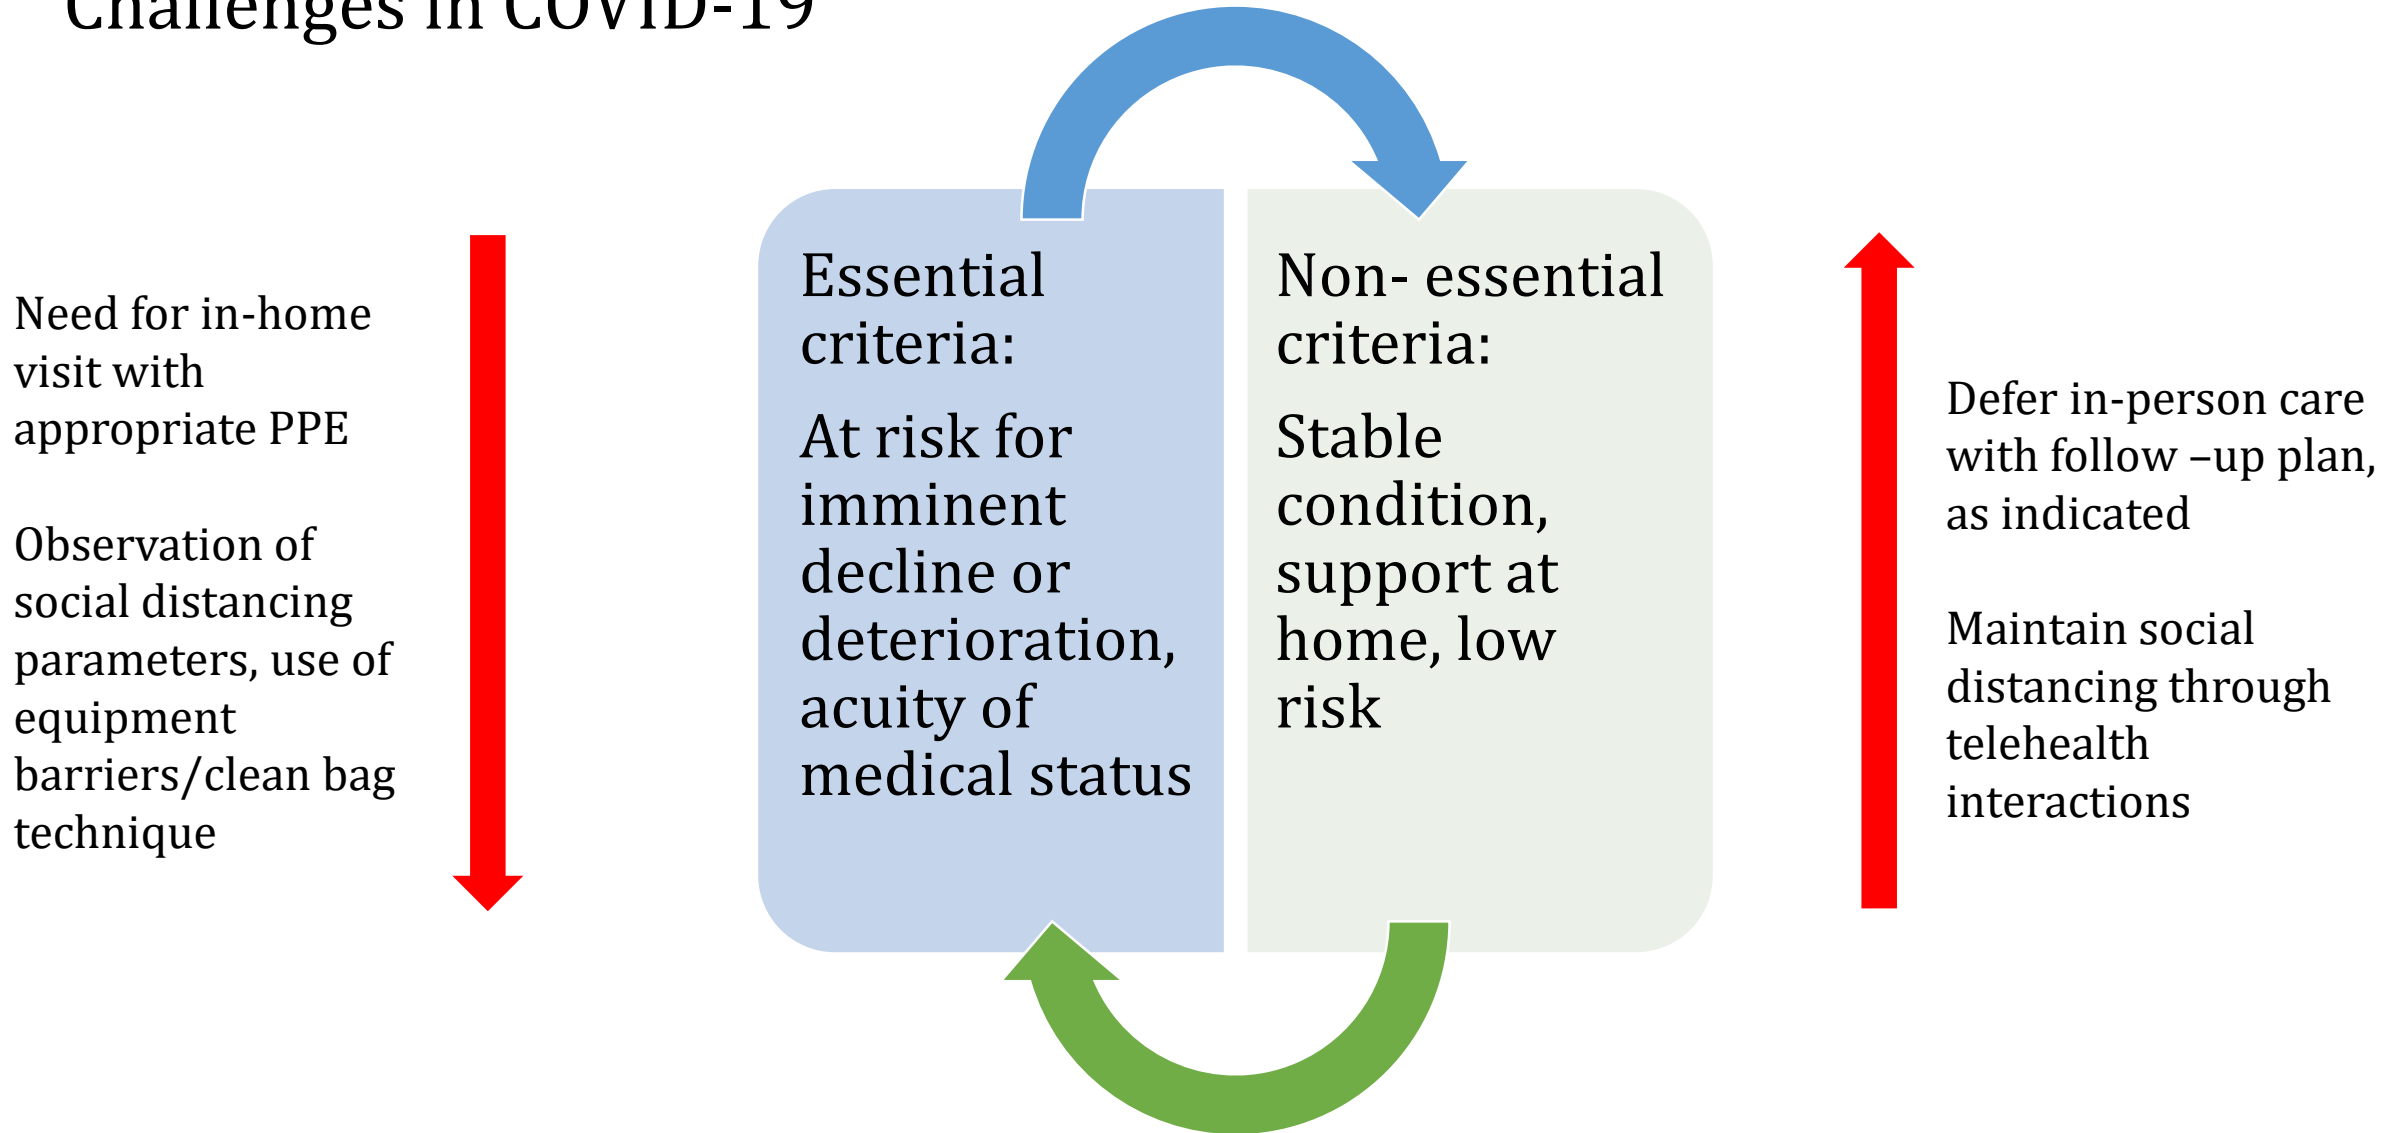 Challenges in COVID-19
Need for in-home
visit with
appropriate PPE
Observation of
social distancing
parameters, use of
equipment
barriers/clean bag
technique
Essential
criteria:
At risk for
imminent
decline or
deterioration,
acuity of
medical status
Non- essential
criteria:
Stable
condition,
support at
home, low
risk
Defer in-person care
with follow –up plan,
as indicated
Maintain social
distancing through
telehealth
interactions